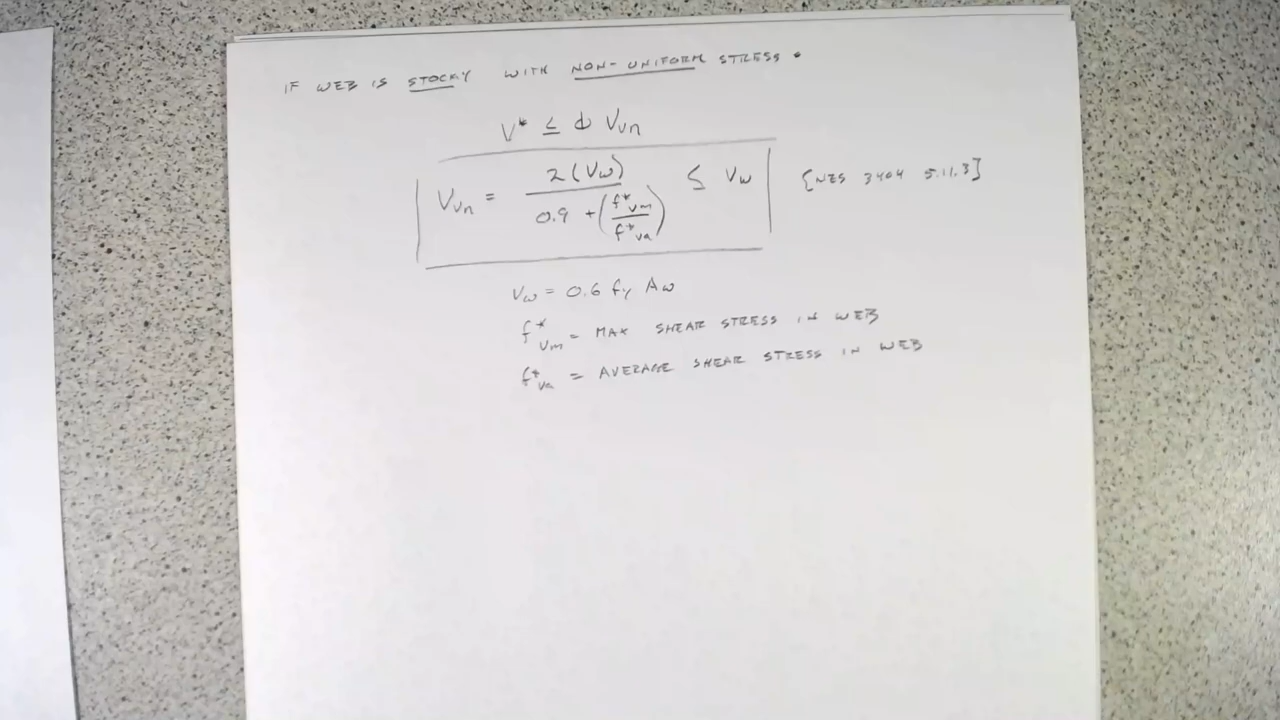 IF WEB IS STOCKY WITH NON-UNIFORM STRESS •
V* ≤ ϕ Vvn
Vvn = 2(Vw) / (0.9 + (f*vm / f*va)) ≤ Vw {NZS 3404 5.11.3}
Vw = 0.6 fy Aw
f*vm = MAX SHEAR STRESS IN WEB
f*va = AVERAGE SHEAR STRESS IN WEB